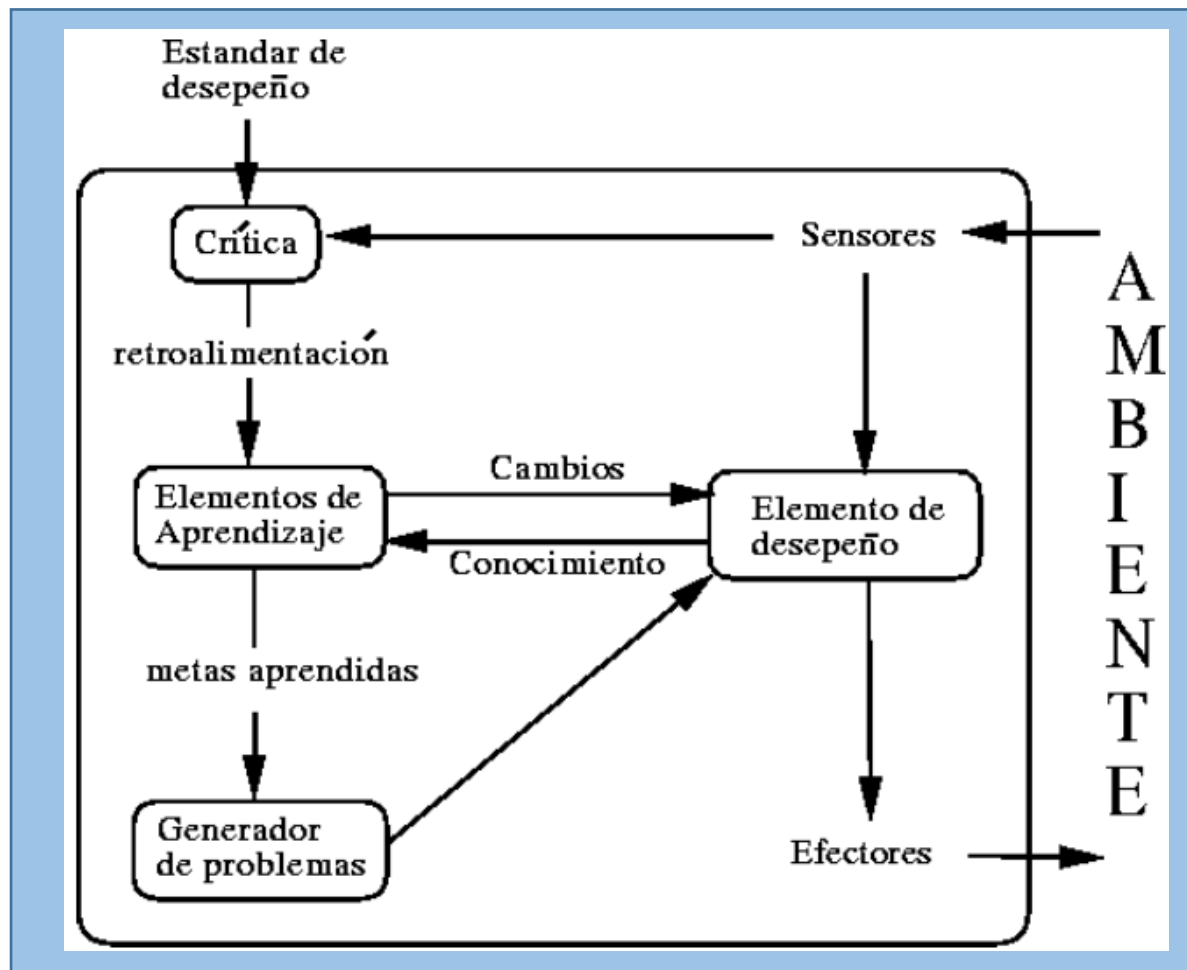 Estandar de
desepeño
Crítica
Sensores
retroalimentación
Cambios
Elementos de
Aprendizaje
Elemento de
desepeño
Conocimiento
metas aprendidas
Generador
de problemas
Efectores
AMBIENTE